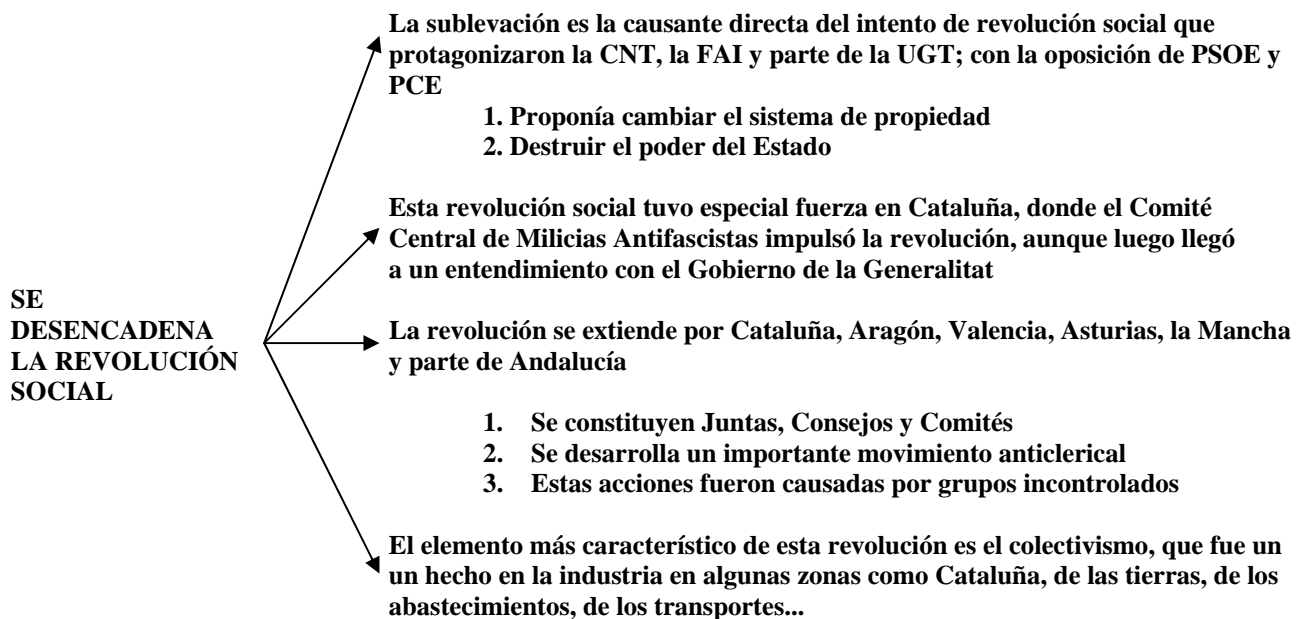 La sublevación es la causante directa del intento de revolución social que
protagonizaron la CNT, la FAI y parte de la UGT; con la oposición de PSOE y
PCE
1. Proponía cambiar el sistema de propiedad
2. Destruir el poder del Estado
Esta revolución social tuvo especial fuerza en Cataluña, donde el Comité
Central de Milicias Antifascistas impulsó la revolución, aunque luego llegó
a un entendimiento con el Gobierno de la Generalitat
SE
DESENCADENA
LA REVOLUCIÓN
SOCIAL
La revolución se extiende por Cataluña, Aragón, Valencia, Asturias, la Mancha
y parte de Andalucía
1. Se constituyen Juntas, Consejos y Comités
2. Se desarrolla un importante movimiento anticlerical
3. Estas acciones fueron causadas por grupos incontrolados
El elemento más característico de esta revolución es el colectivismo, que fue un
un hecho en la industria en algunas zonas como Cataluña, de las tierras, de los
abastecimientos, de los transportes...